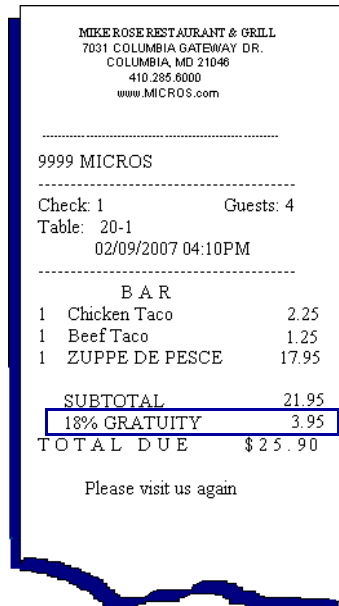 MIKE ROSE RESTAURANT & GRILL
7031 COLUMBIA GATEWAY DR.
COLUMBIA, MD 21046
410.285.6000
www.MICROS.com
9999 MICROS
Check: 1 Guests: 4
Table: 20-1
02/09/2007 04:10PM
B A R
1 Chicken Taco 2.25
1 Beef Taco 1.25
1 ZUPPE DE PESCE 17.95
SUBTOTAL 21.95
18% GRATUITY 3.95
TOTAL DUE $25.90
Please visit us again